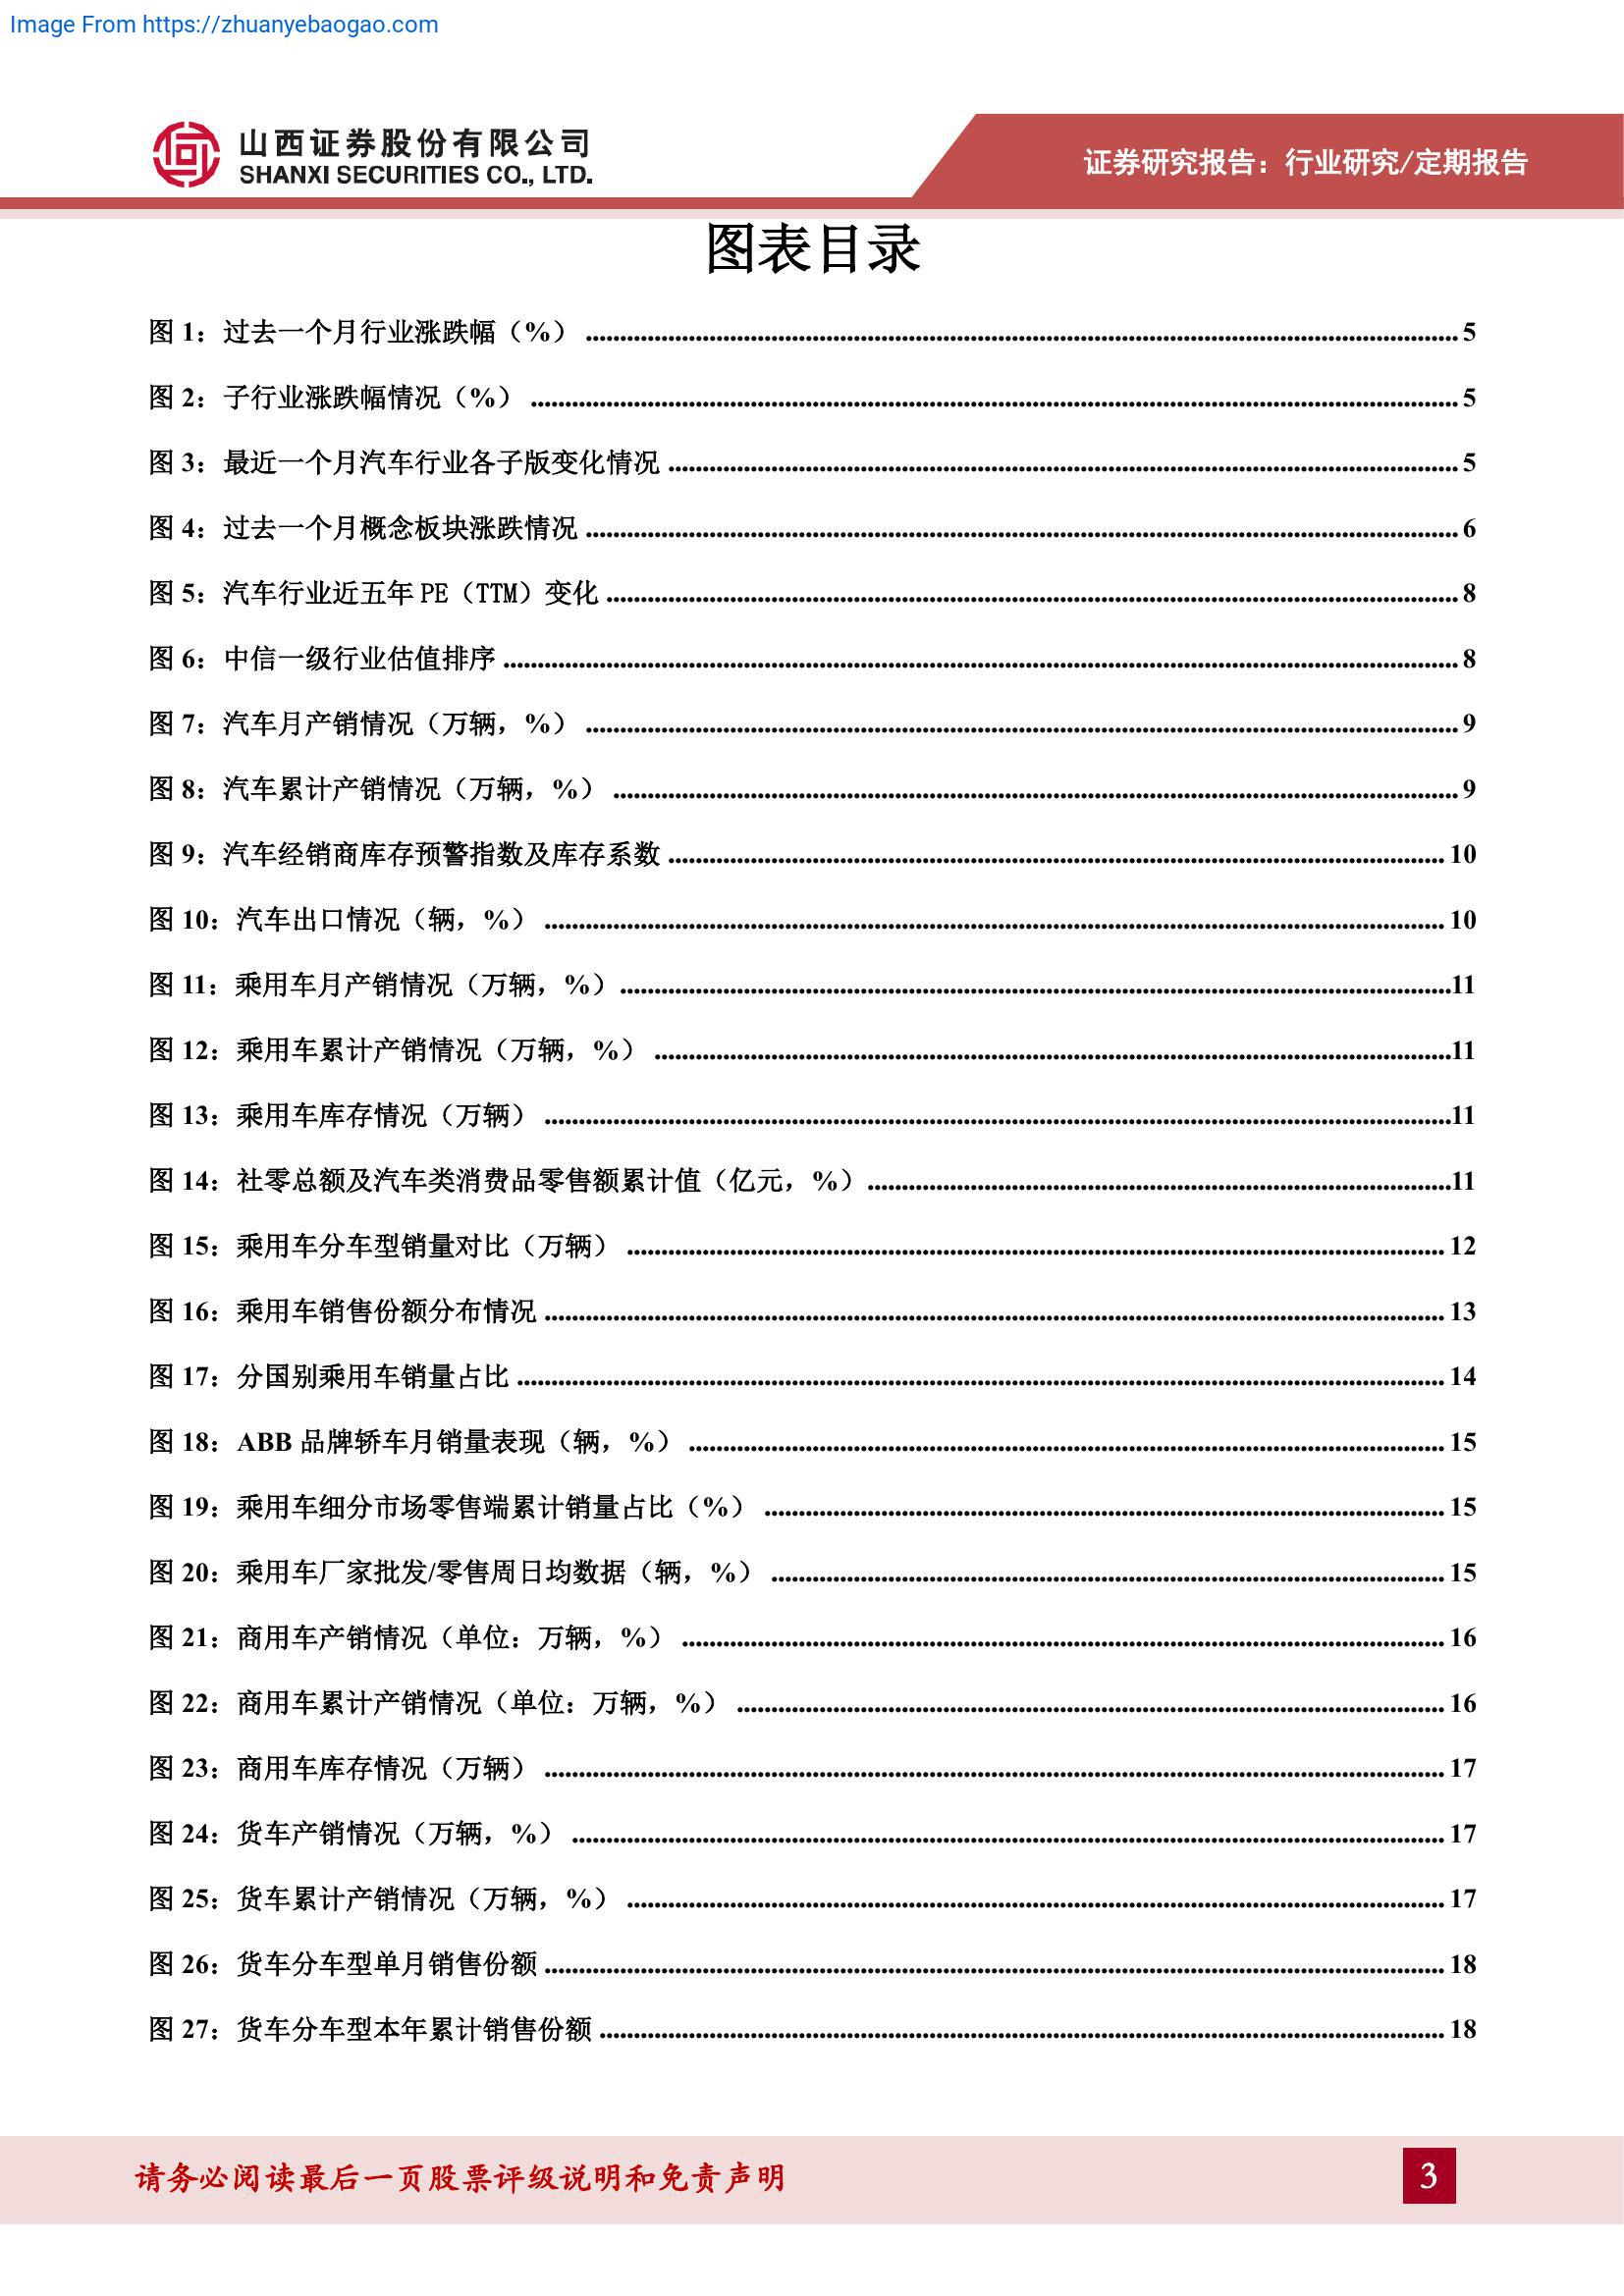 Image From https://zhuanyebaogao.com
山西证券股份有限公司
SHANXI SECURITIES CO., LTD.
证券研究报告：行业研究/定期报告
图表目录
图 1：过去一个月行业涨跌幅（%） 5
图 2：子行业涨跌幅情况（%） 5
图 3：最近一个月汽车行业各子版变化情况 5
图 4：过去一个月概念板块涨跌情况 6
图 5：汽车行业近五年 PE（TTM）变化 8
图 6：中信一级行业估值排序 8
图 7：汽车月产销情况（万辆，%） 9
图 8：汽车累计产销情况（万辆，%） 9
图 9：汽车经销商库存预警指数及库存系数 10
图 10：汽车出口情况（辆，%） 10
图 11：乘用车月产销情况（万辆，%） 11
图 12：乘用车累计产销情况（万辆，%） 11
图 13：乘用车库存情况（万辆） 11
图 14：社零总额及汽车类消费品零售额累计值（亿元，%） 11
图 15：乘用车分车型销量对比（万辆） 12
图 16：乘用车销售份额分布情况 13
图 17：分国别乘用车销量占比 14
图 18：ABB 品牌轿车月销量表现（辆，%） 15
图 19：乘用车细分市场零售端累计销量占比（%） 15
图 20：乘用车厂家批发/零售周日均数据（辆，%） 15
图 21：商用车产销情况（单位：万辆，%） 16
图 22：商用车累计产销情况（单位：万辆，%） 16
图 23：商用车库存情况（万辆） 17
图 24：货车产销情况（万辆，%） 17
图 25：货车累计产销情况（万辆，%） 17
图 26：货车分车型单月销售份额 18
图 27：货车分车型本年累计销售份额 18
请务必阅读最后一页股票评级说明和免责声明
3